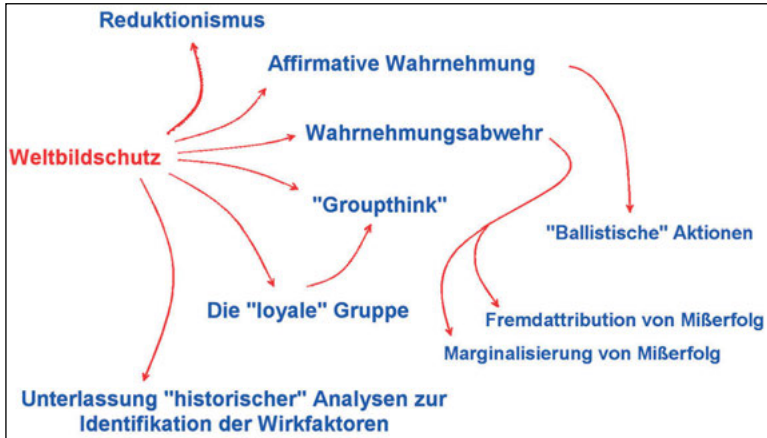 Reduktionismus
Affirmative Wahrnehmung
Wahrnehmungsabwehr
Weltbildschutz
"Groupthink"
"Ballistische" Aktionen
Die "loyale" Gruppe
Fremdattribution von Mißerfolg
Marginalisierung von Mißerfolg
Unterlassung "historischer" Analysen zur
Identifikation der Wirkfaktoren